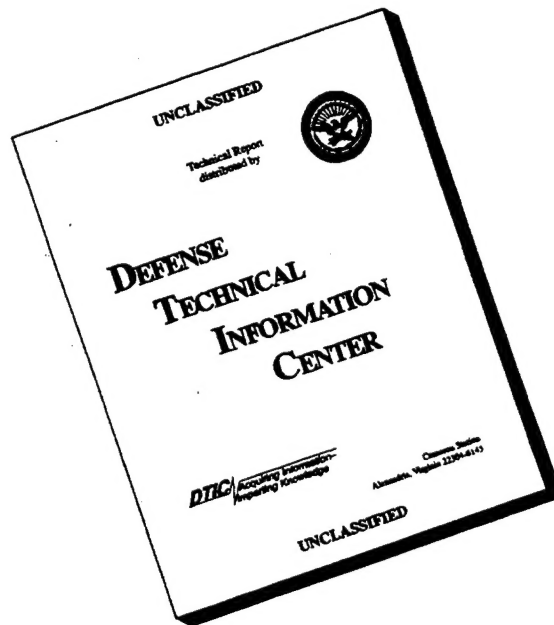 UNCLASSIFIED
Technical Report
distributed by
DEFENSE
TECHNICAL
INFORMATION
CENTER
DTIC
Acquiring Information-
Imparting Knowledge
Cameron Station
Alexandria, Virginia 22304-6145
UNCLASSIFIED